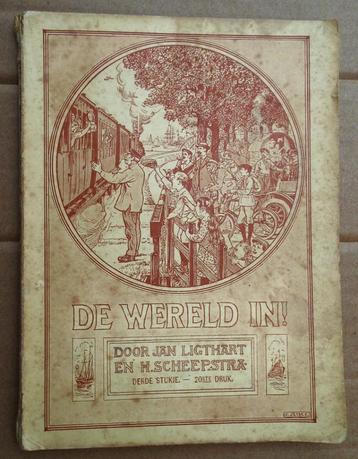 DE WERELD IN!
DOOR JAN LIGTHART
EN H. SCHEEPSTRA
DERDE STUKJE. — 20STE DRUK.